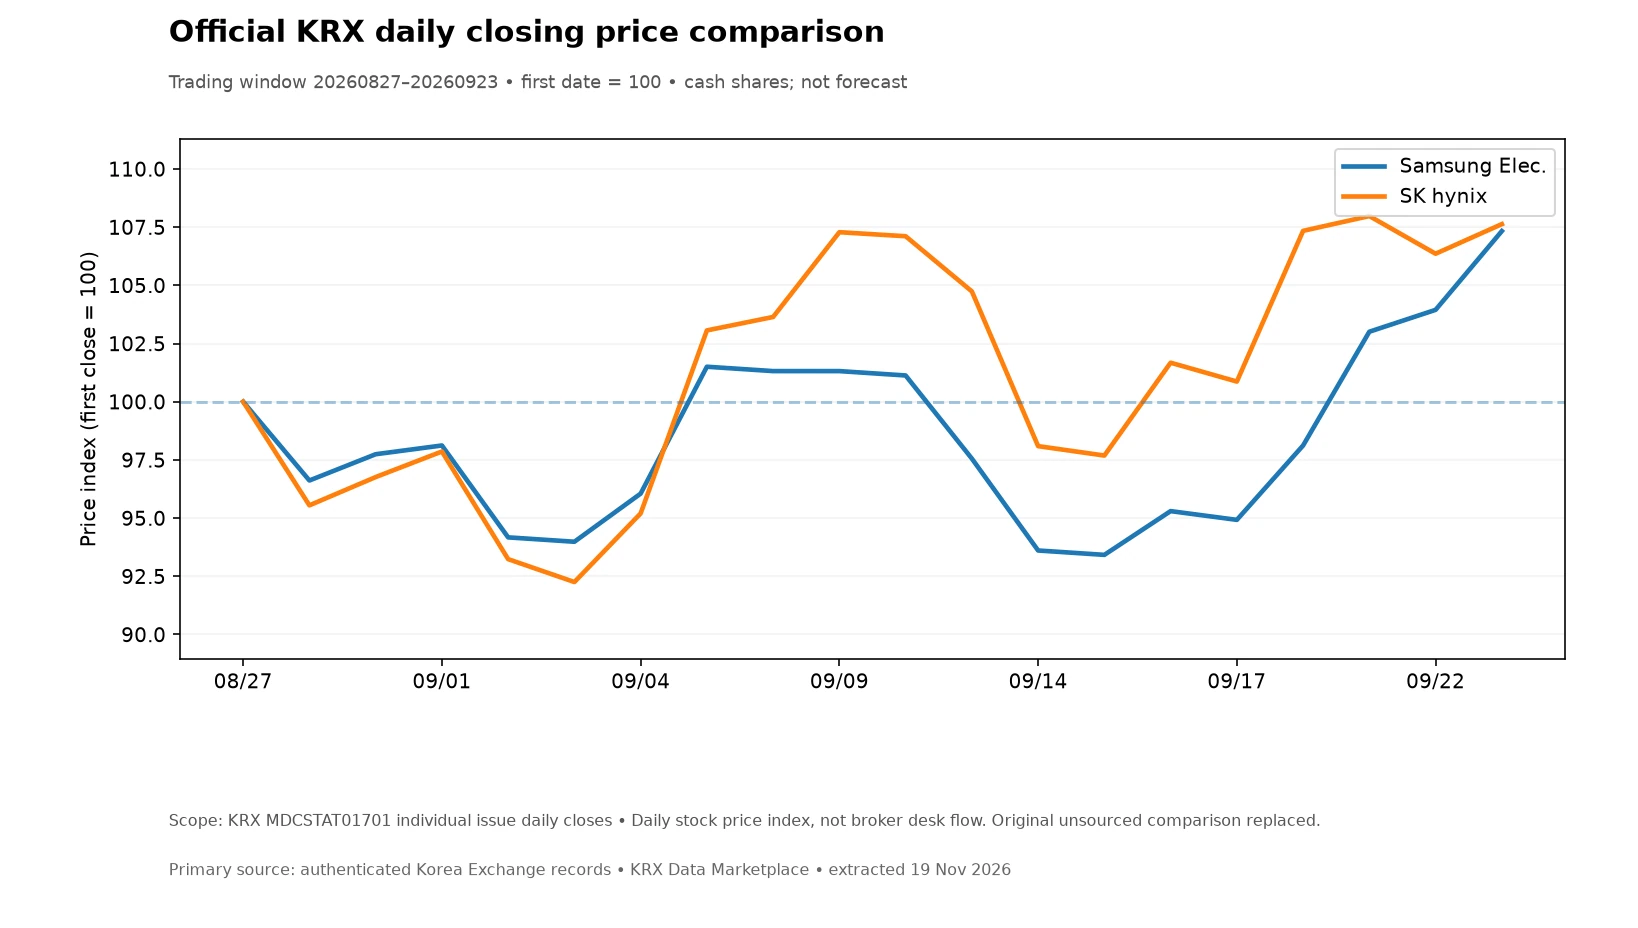 Official KRX daily closing price comparison
Trading window 20260827–20260923 • first date = 100 • cash shares; not forecast
Price index (first close = 100)
110.0
107.5
105.0
102.5
100.0
97.5
95.0
92.5
90.0
Samsung Elec.
SK hynix
08/27 09/01 09/04 09/09 09/14 09/17 09/22
Scope: KRX MDCSTAT01701 individual issue daily closes • Daily stock price index, not broker desk flow. Original unsourced comparison replaced.
Primary source: authenticated Korea Exchange records • KRX Data Marketplace • extracted 19 Nov 2026